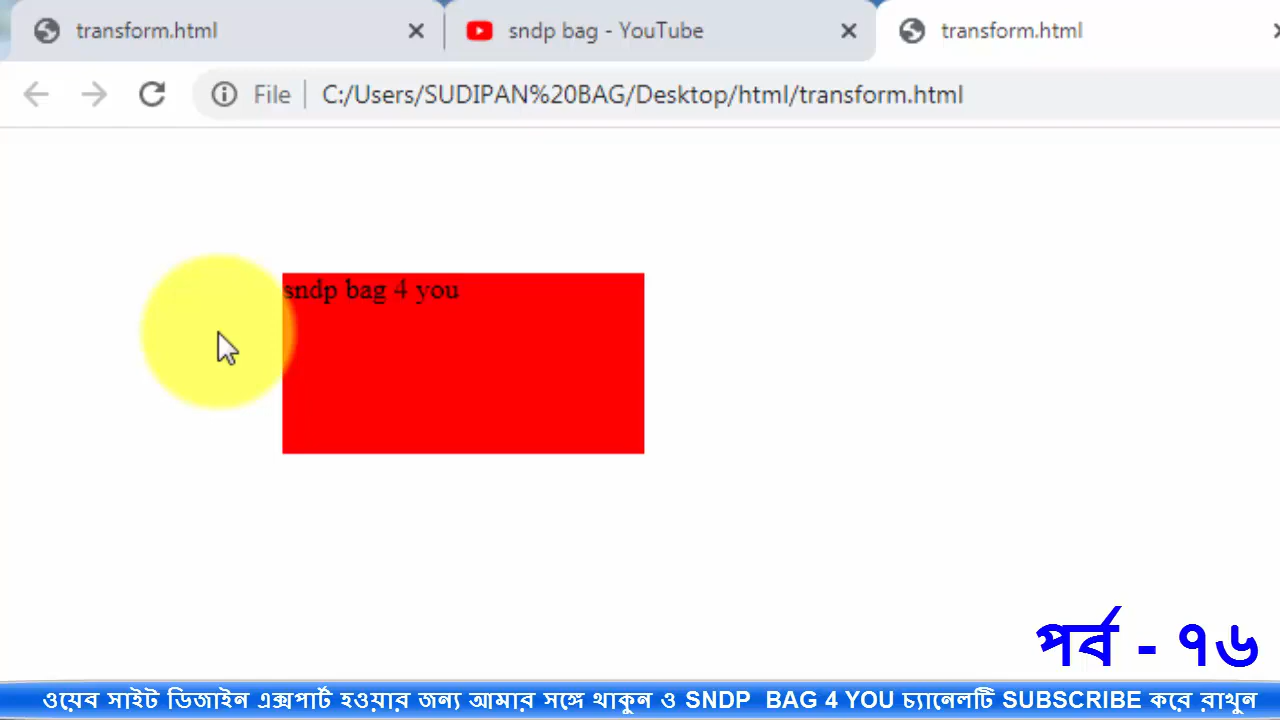 transform.html
sndp bag - YouTube
transform.html
File
C:/Users/SUDIPAN%20BAG/Desktop/html/transform.html
sndp bag 4 you
পর্ব - ৭৬
ওয়েব সাইট ডিজাইন এক্সপার্ট হওয়ার জন্য আমার সঙ্গে থাকুন ও SNDP BAG 4 YOU চ্যানেলটি SUBSCRIBE করে রাখুন